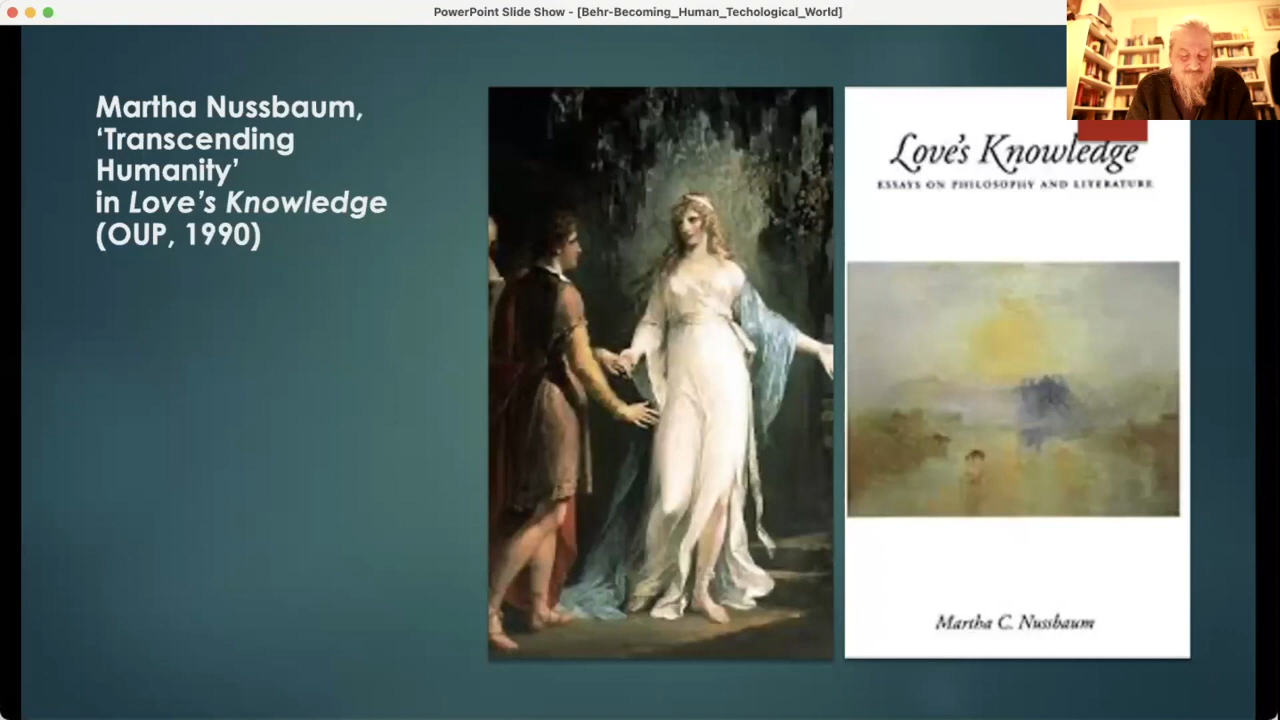 PowerPoint Slide Show - [Behr-Becoming_Human_Techological_World]
Martha Nussbaum,
‘Transcending
Humanity’
in Love’s Knowledge
(OUP, 1990)
Love's Knowledge
ESSAYS ON PHILOSOPHY AND LITERATURE
Martha C. Nussbaum